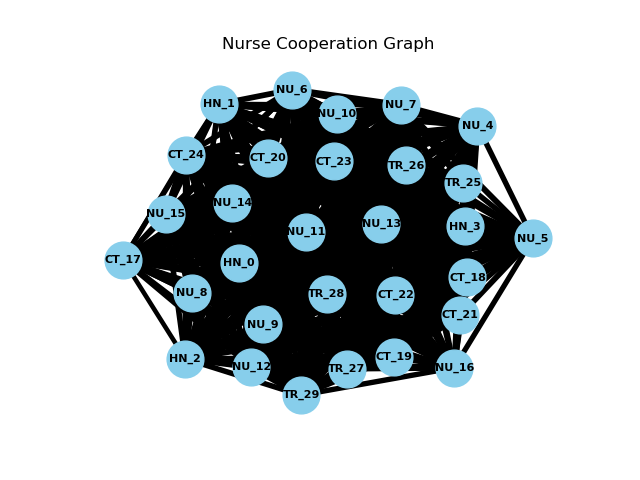 Nurse Cooperation Graph
NU_6
HN_1
NU_7
NU_10
NU_4
CT_24
CT_20
CT_23
TR_26
TR_25
NU_14
NU_15
NU_13
HN_3
NU_11
NU_5
CT_17
HN_0
CT_18
NU_8
TR_28
CT_22
CT_21
NU_9
HN_2
CT_19
NU_12
TR_27
NU_16
TR_29